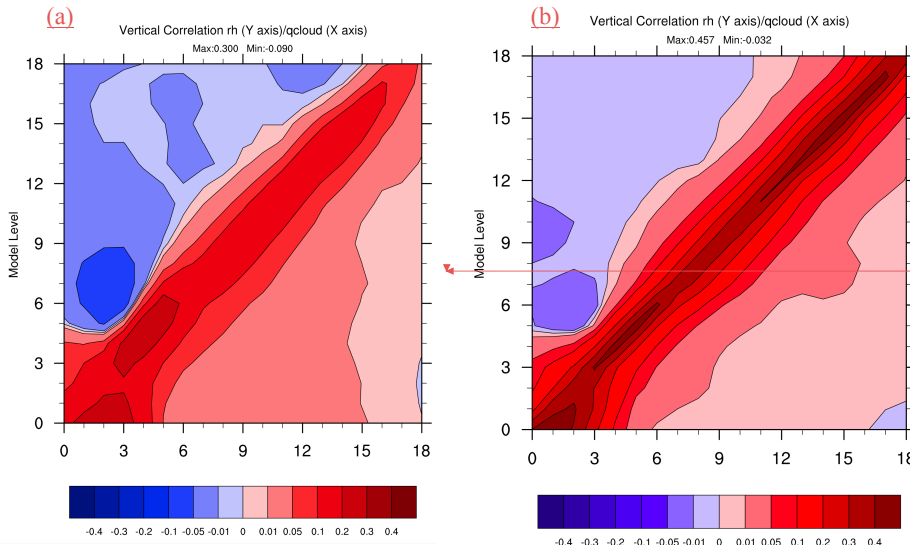 (a)
Vertical Correlation rh (Y axis)/qcloud (X axis)
Max:0.300 Min:-0.090
18
15
12
9
6
3
0
Model Level
0 3 6 9 12 15 18
-0.4 -0.3 -0.2 -0.1 -0.05 -0.01 0 0.01 0.05 0.1 0.2 0.3 0.4
(b)
Vertical Correlation rh (Y axis)/qcloud (X axis)
Max:0.457 Min:-0.032
18
15
12
9
6
3
0
Model Level
0 3 6 9 12 15 18
-0.4 -0.3 -0.2 -0.1 -0.05 -0.01 0 0.01 0.05 0.1 0.2 0.3 0.4